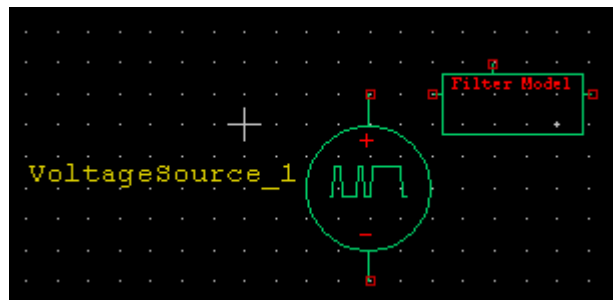 Filter Model
+
VoltageSource_1
−